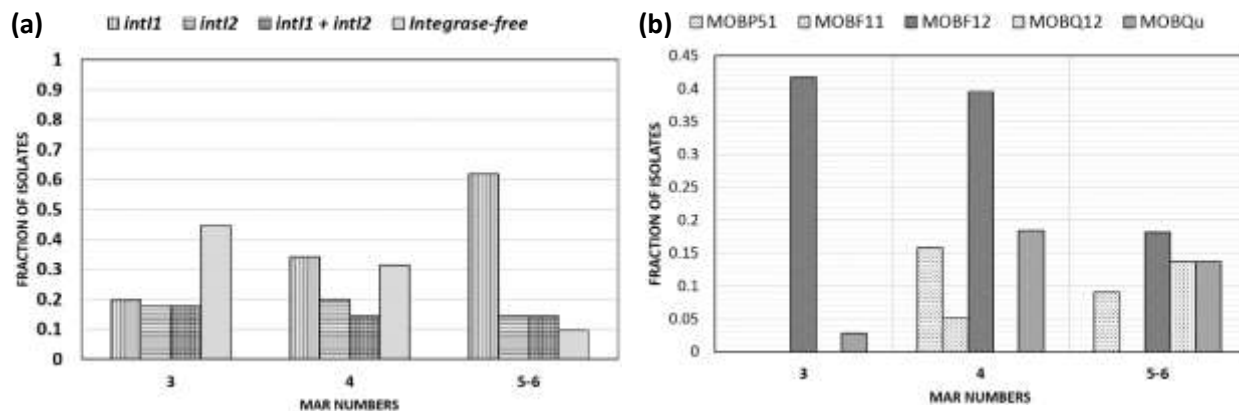 (a)
intI1 intI2 intI1 + intI2 Integrase-free
1
0.9
0.8
0.7
0.6
0.5
0.4
0.3
0.2
0.1
0
FRACTION OF ISOLATES
3 4 5-6
MAR NUMBERS
(b)
MOBP51 MOBF11 MOBF12 MOBQ12 MOBQu
0.45
0.4
0.35
0.3
0.25
0.2
0.15
0.1
0.05
0
FRACTION OF ISOLATES
3 4 5-6
MAR NUMBERS